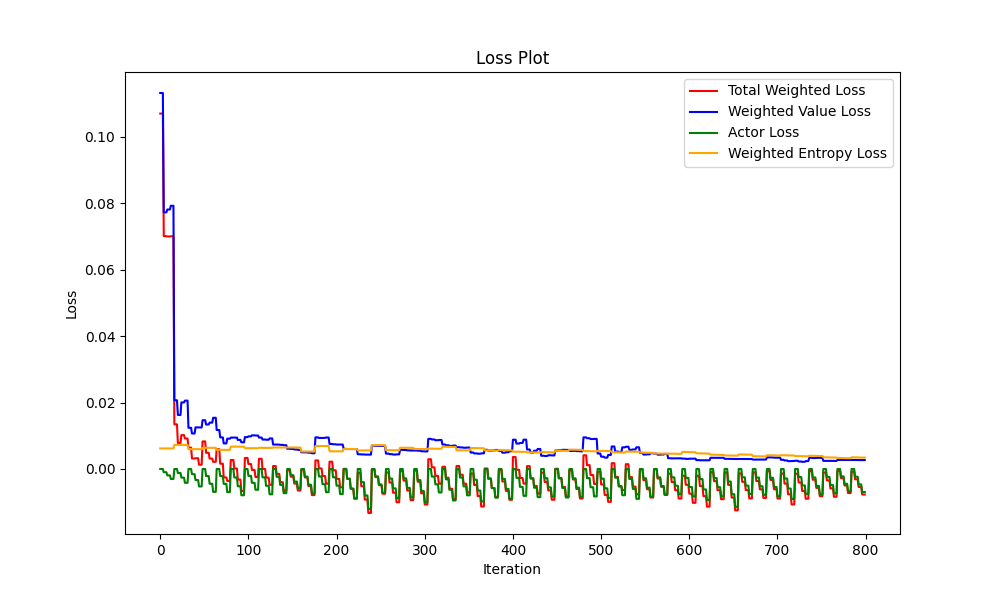 Loss Plot
Total Weighted Loss
Weighted Value Loss
Actor Loss
Weighted Entropy Loss
0.10
0.08
0.06
0.04
0.02
0.00
Loss
0 100 200 300 400 500 600 700 800
Iteration